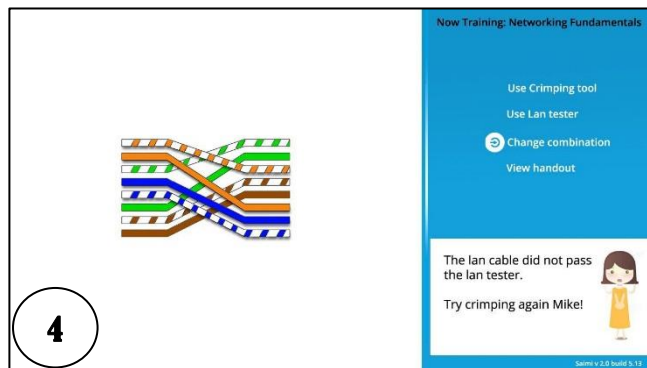 Now Training: Networking Fundamentals
Use Crimping tool
Use Lan tester
Change combination
View handout
The lan cable did not pass
the lan tester.
Try crimping again Mike!
4
Saimi v 2.0 build 5.13